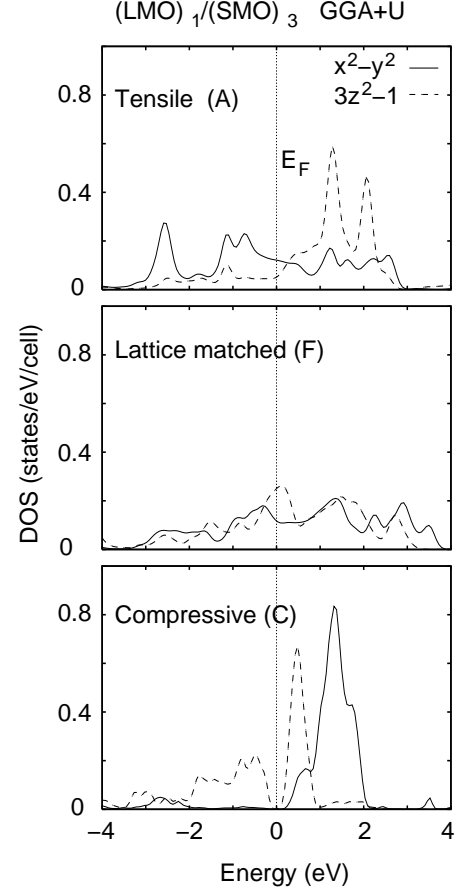 (LMO) 1/(SMO) 3 GGA+U
x²–y²
3z²–1
0.8
Tensile (A)
E_F
0.4
0
0.8
Lattice matched (F)
0.4
0
DOS (states/eV/cell)
0.8
Compressive (C)
0.4
0
−4 −2 0 2 4
Energy (eV)